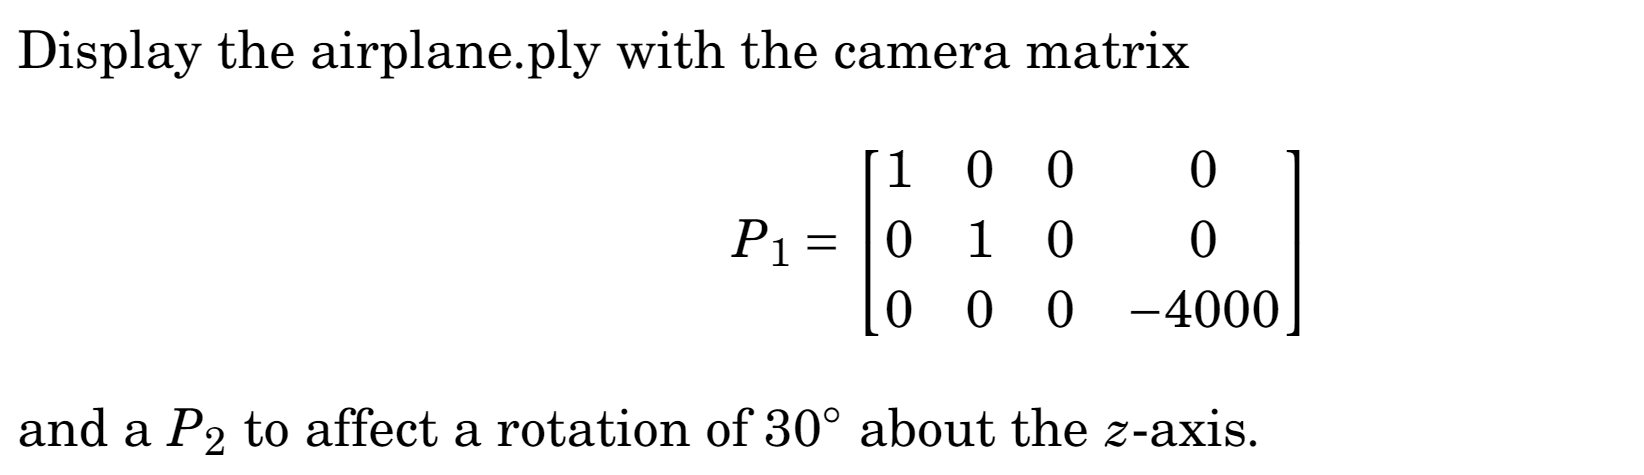 Display the airplane.ply with the camera matrix
P₁ = [1 0 0 0
0 1 0 0
0 0 0 −4000]
and a P₂ to affect a rotation of 30° about the z-axis.